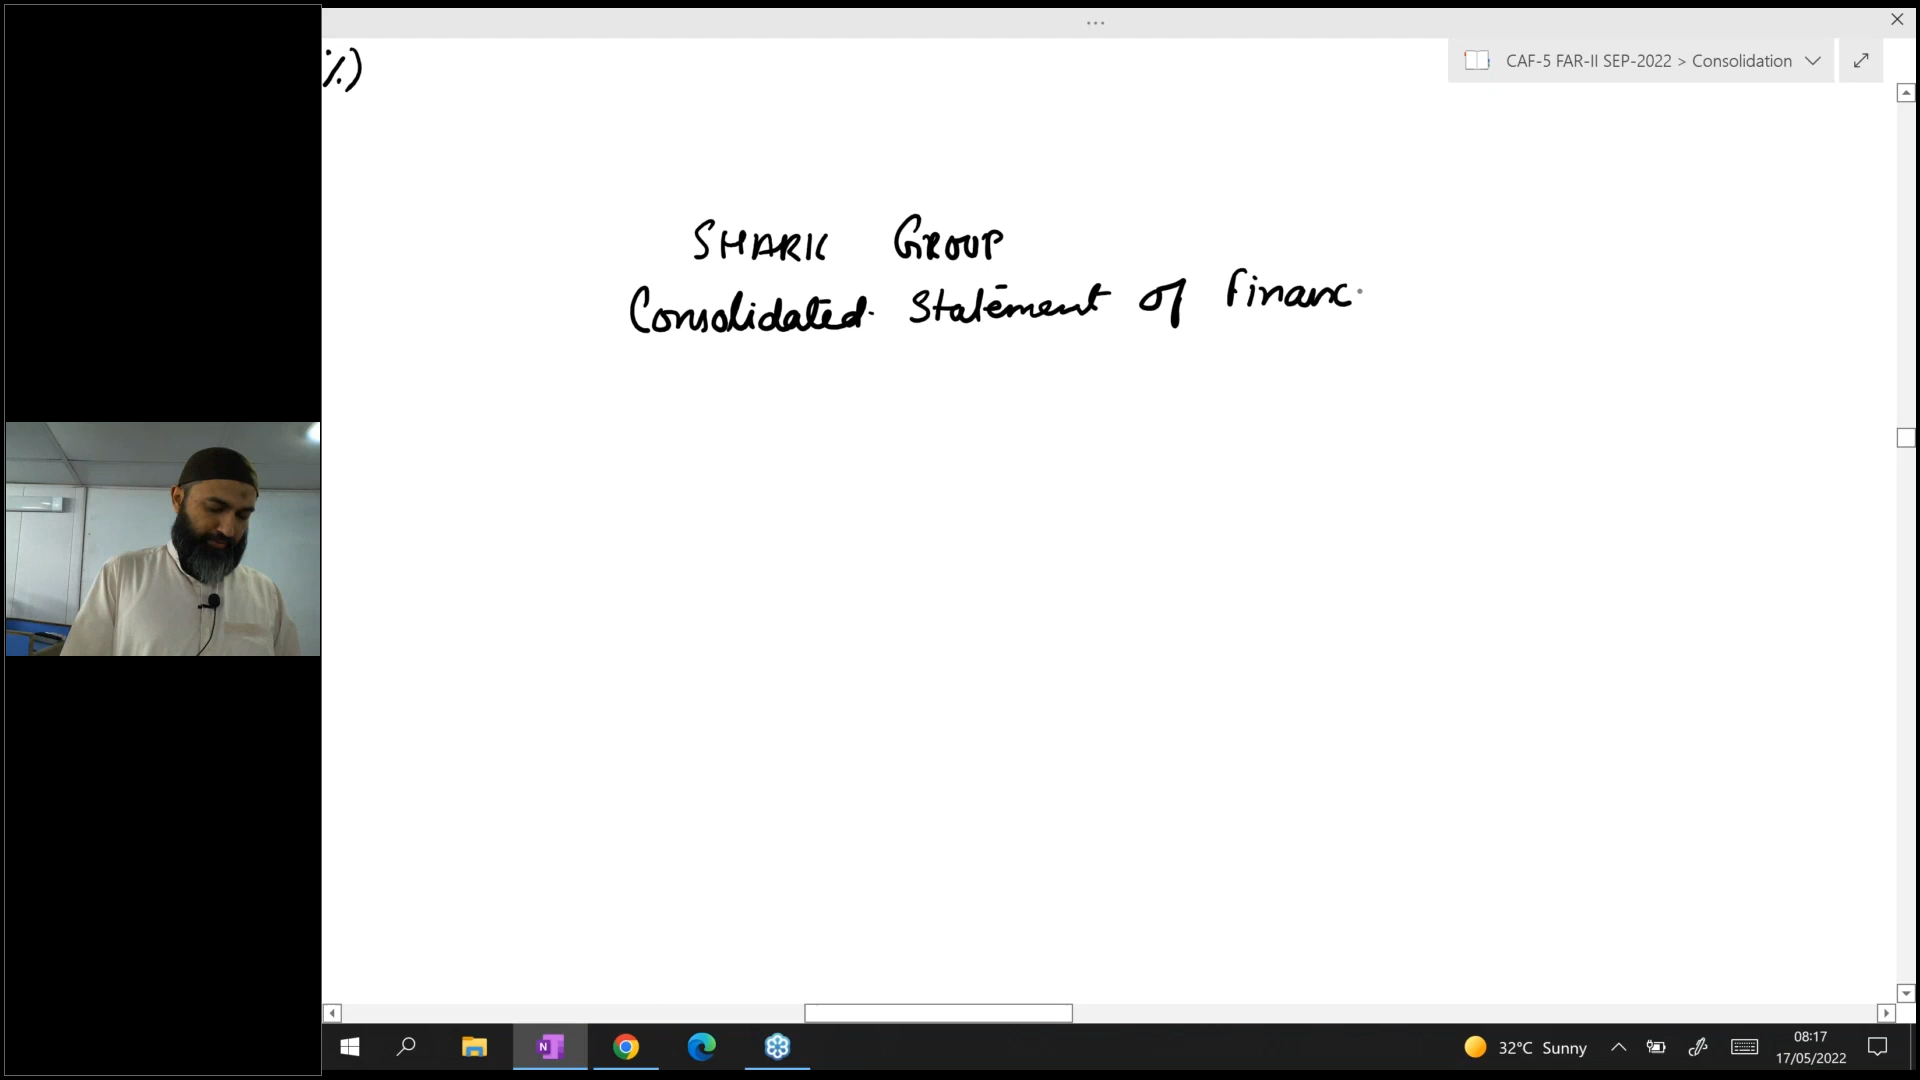 CAF-5 FAR-II SEP-2022 > Consolidation
%)
SHARK GROUP
Consolidated Statement of Financ
32°C Sunny
08:17
17/05/2022